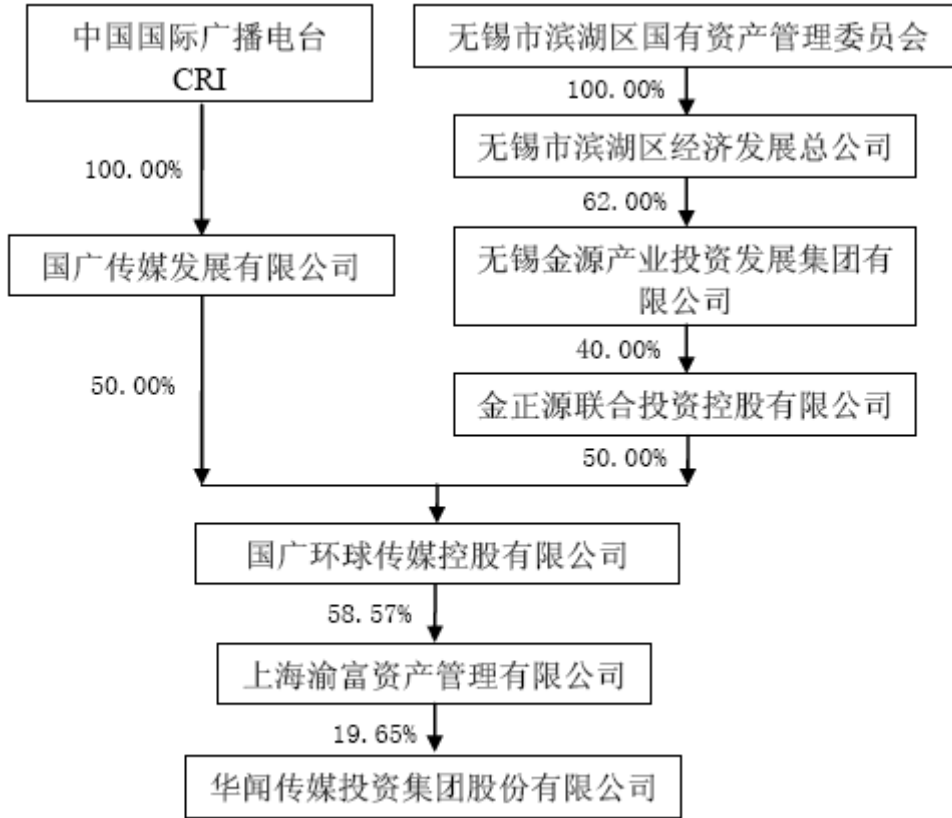 中国国际广播电台
CRI
无锡市滨湖区国有资产管理委员会
100.00%
无锡市滨湖区经济发展总公司
100.00%
62.00%
国广传媒发展有限公司
无锡金源产业投资发展集团有
限公司
40.00%
50.00%
金正源联合投资控股有限公司
50.00%
国广环球传媒控股有限公司
58.57%
上海渝富资产管理有限公司
19.65%
华闻传媒投资集团股份有限公司